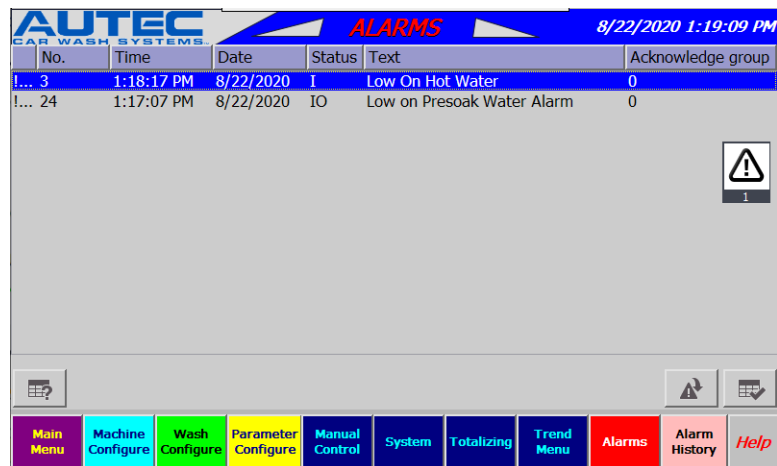 AUTEC
CAR WASH SYSTEMS
ALARMS
8/22/2020 1:19:09 PM
No. Time Date Status Text Acknowledge group
!... 3 1:18:17 PM 8/22/2020 I Low On Hot Water 0
!... 24 1:17:07 PM 8/22/2020 IO Low on Presoak Water Alarm 0
1
?
Main Menu
Machine Configure
Wash Configure
Parameter Configure
Manual Control
System
Totalizing
Trend Menu
Alarms
Alarm History
Help